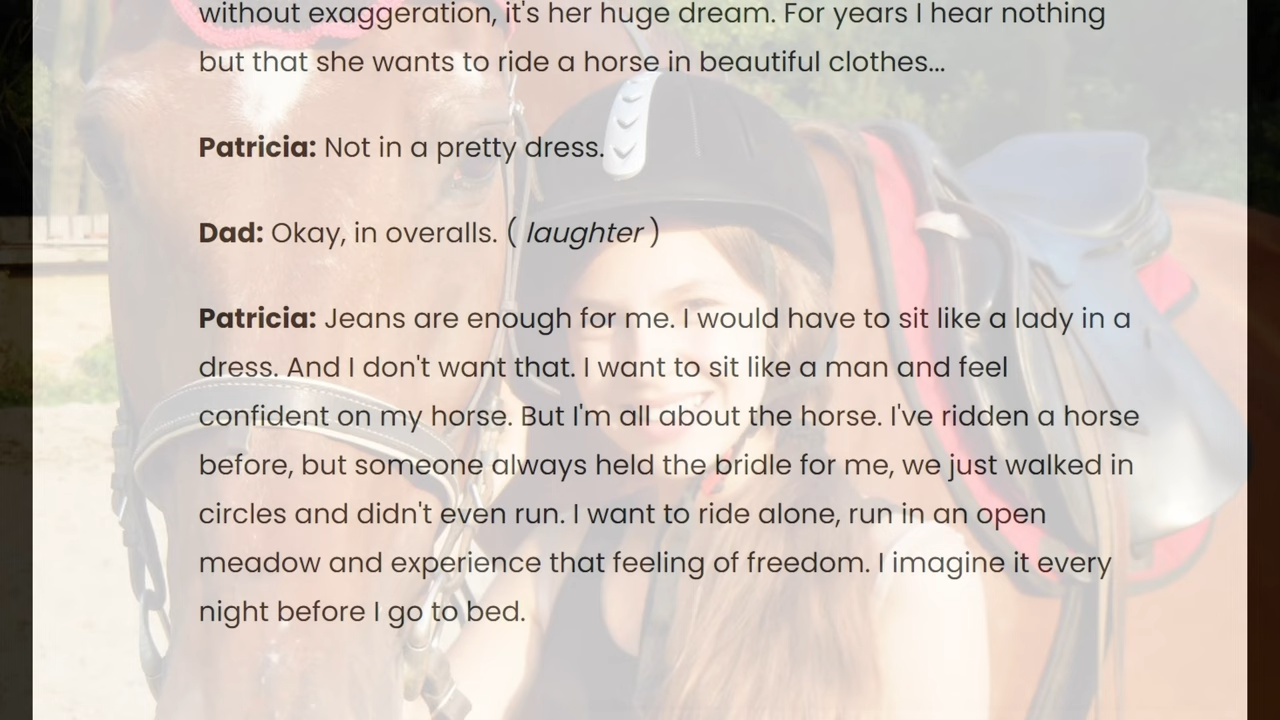 without exaggeration, it's her huge dream. For years I hear nothing
but that she wants to ride a horse in beautiful clothes...
Patricia: Not in a pretty dress.
Dad: Okay, in overalls. ( laughter )
Patricia: Jeans are enough for me. I would have to sit like a lady in a
dress. And I don't want that. I want to sit like a man and feel
confident on my horse. But I'm all about the horse. I've ridden a horse
before, but someone always held the bridle for me, we just walked in
circles and didn't even run. I want to ride alone, run in an open
meadow and experience that feeling of freedom. I imagine it every
night before I go to bed.